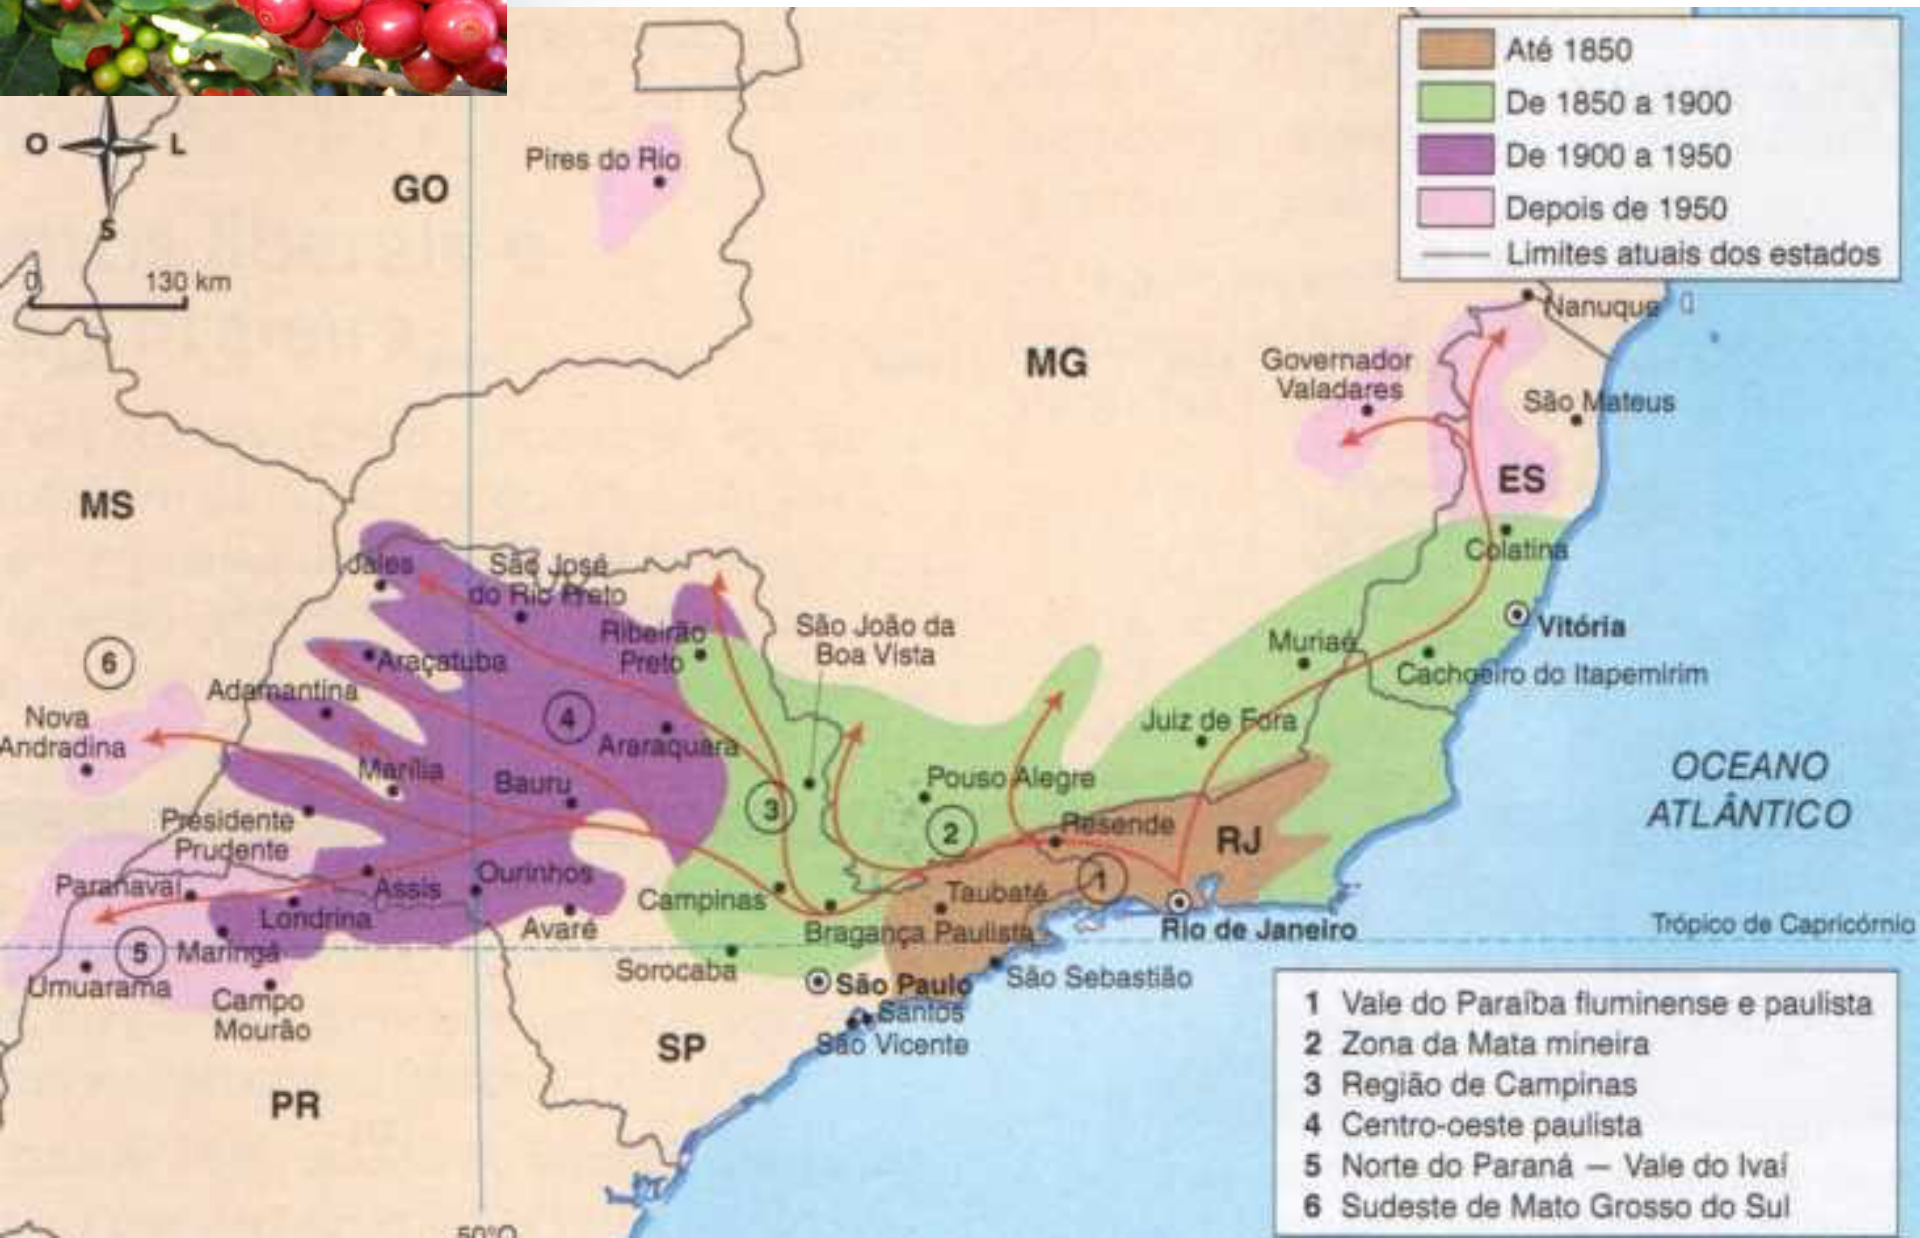 Até 1850
De 1850 a 1900
De 1900 a 1950
Depois de 1950
Limites atuais dos estados
O
L
S
0
130 km
GO
Pires do Rio
MG
Nanuque
Governador
Valadares
São Mateus
ES
MS
Colatina
Jales
São José
do Rio Preto
Ribeirão
Preto
São João da
Boa Vista
Muriaé
Vitória
6
Araçatuba
Adamantina
Cachoeiro do Itapemirim
Nova
Andradina
4
Araraquara
Juiz de Fora
OCEANO
ATLÂNTICO
Marília
Bauru
Pouso Alegre
3
2
Presidente
Prudente
Resende
RJ
Paranavaí
Assis
Ourinhos
Campinas
Taubaté
1
Londrina
Avaré
Bragança Paulista
Rio de Janeiro
Trópico de Capricórnio
5
Maringá
Umuarama
Sorocaba
São Paulo
São Sebastião
Campo
Mourão
Santos
São Vicente
SP
PR
50°O
1 Vale do Paraíba fluminense e paulista
2 Zona da Mata mineira
3 Região de Campinas
4 Centro-oeste paulista
5 Norte do Paraná — Vale do Ivaí
6 Sudeste de Mato Grosso do Sul